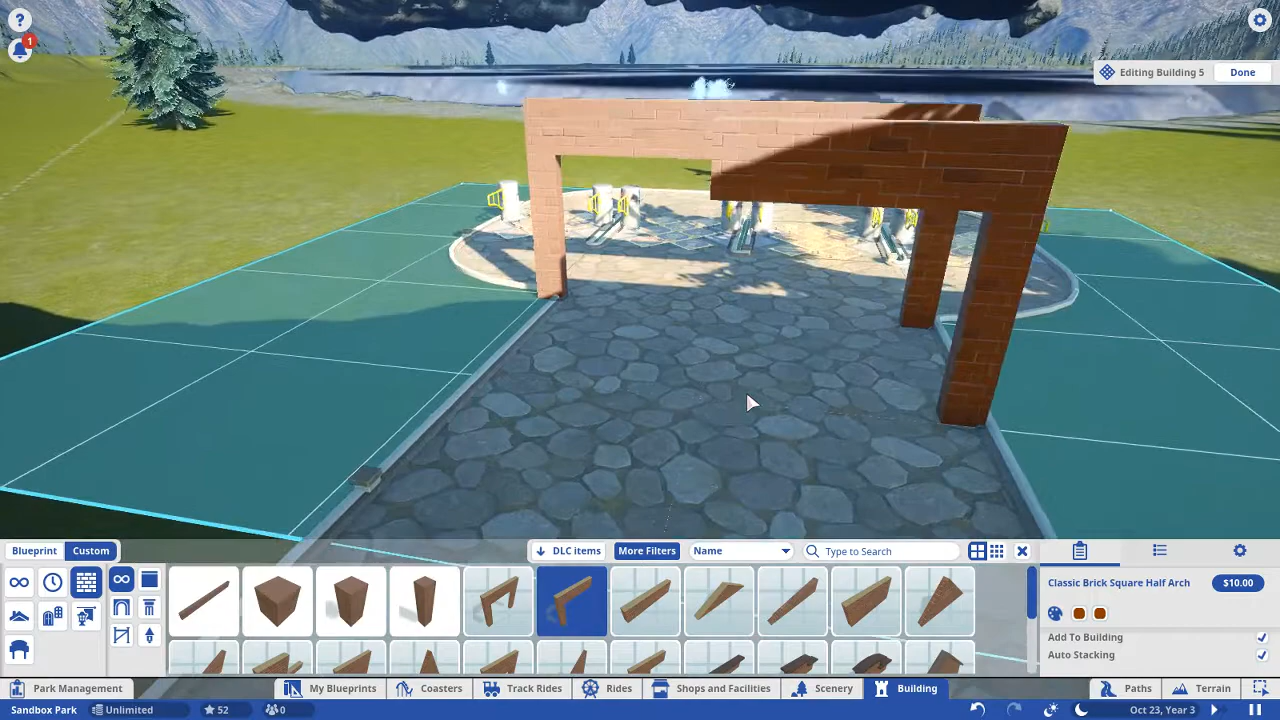 ?
1
Editing Building 5 Done
Blueprint Custom
DLC items More Filters Name Type to Search
Classic Brick Square Half Arch $10.00
Add To Building
Auto Stacking
Park Management My Blueprints Coasters Track Rides Rides Shops and Facilities Scenery Building Paths Terrain
Sandbox Park Unlimited 52 0 Oct 23, Year 3